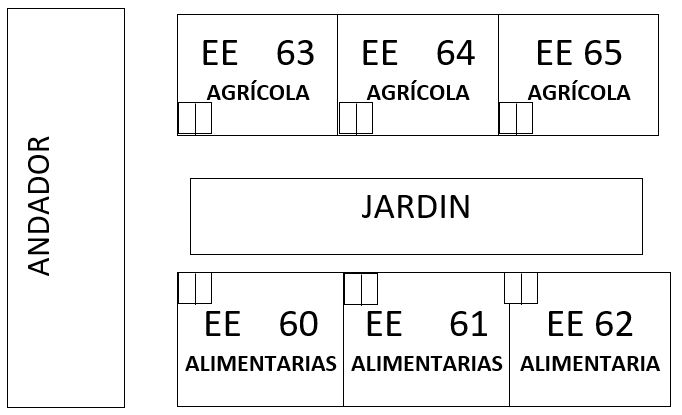 ANDADOR
EE 63
AGRÍCOLA
EE 64
AGRÍCOLA
EE 65
AGRÍCOLA
JARDIN
EE 60
ALIMENTARIAS
EE 61
ALIMENTARIAS
EE 62
ALIMENTARIA